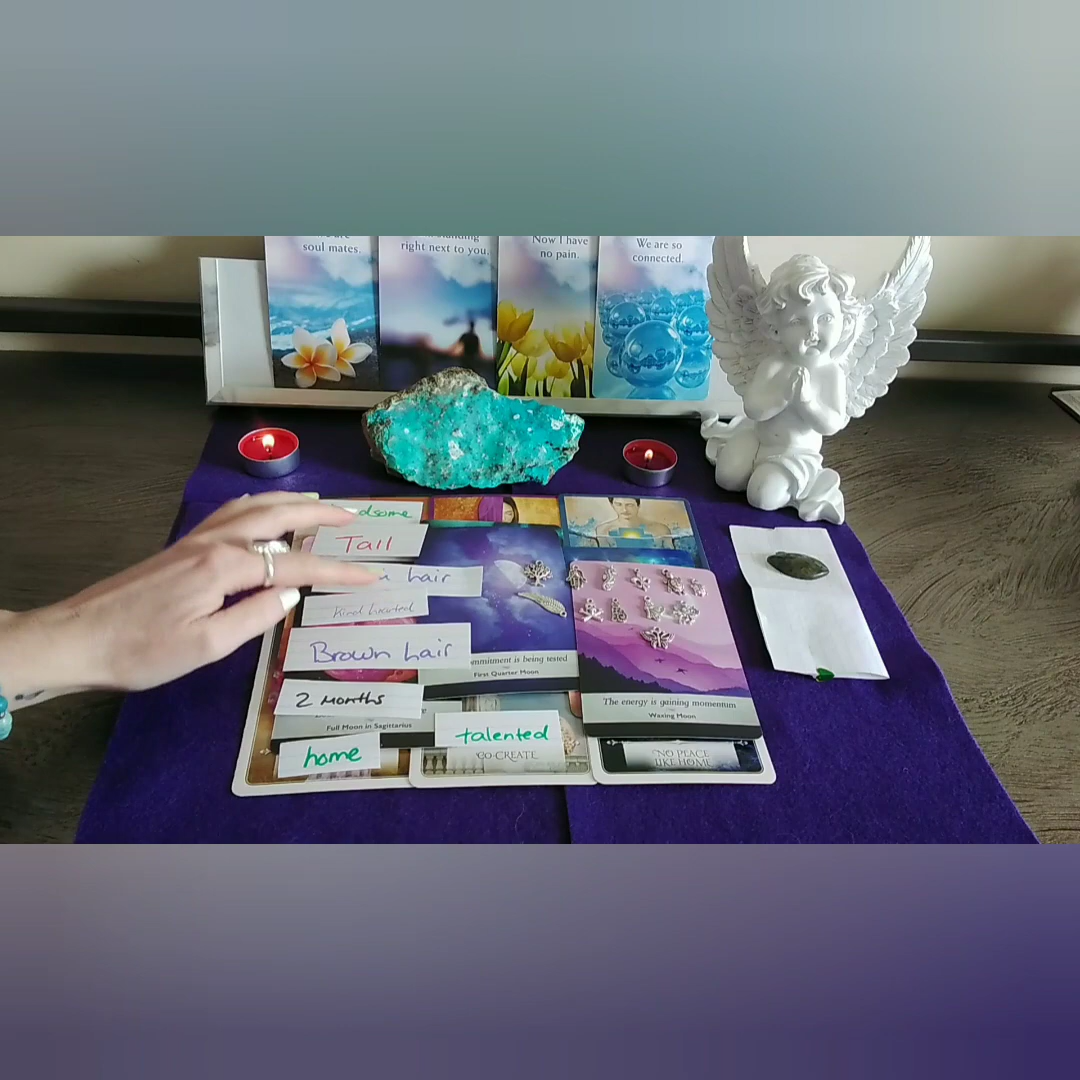 soul mates.
right next to you.
Now I have
no pain.
We are so
connected.
Tall
hair
Kind hearted
Brown hair
2 Months
Full Moon in Sagittarius
home
talented
CO-CREATE
mmitment is being tested
First Quarter Moon
The energy is gaining momentum
Waxing Moon
NO PLACE
LIKE HOME